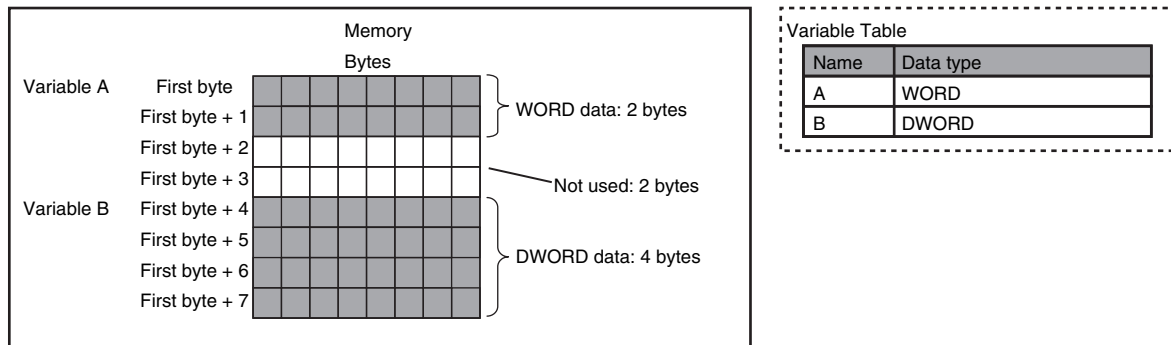 Memory
Bytes
Variable A First byte
First byte + 1
WORD data: 2 bytes
First byte + 2
First byte + 3
Not used: 2 bytes
Variable B First byte + 4
First byte + 5
DWORD data: 4 bytes
First byte + 6
First byte + 7
Variable Table
Name Data type
A WORD
B DWORD